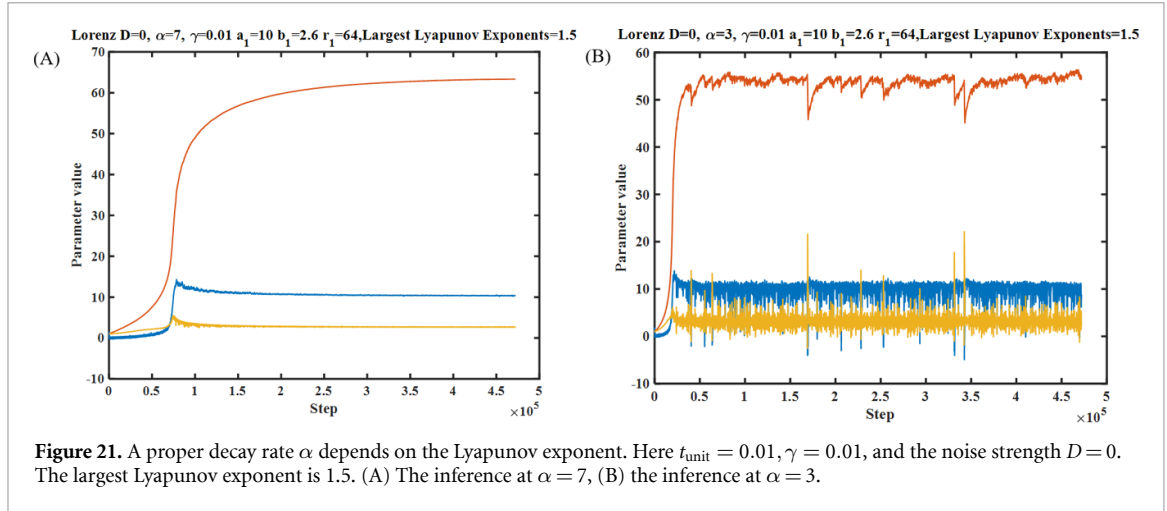 Lorenz D=0, α=7, γ=0.01 a₁=10 b₁=2.6 r₁=64,Largest Lyapunov Exponents=1.5
(A)
70
60
50
40
30
20
10
0
-10
Parameter value
0 0.5 1 1.5 2 2.5 3 3.5 4 4.5 5
Step
×10⁵
Lorenz D=0, α=3, γ=0.01 a₁=10 b₁=2.6 r₁=64,Largest Lyapunov Exponents=1.5
(B)
60
50
40
30
20
10
0
-10
Parameter value
0 0.5 1 1.5 2 2.5 3 3.5 4 4.5 5
Step
×10⁵
Figure 21. A proper decay rate α depends on the Lyapunov exponent. Here t_unit = 0.01, γ = 0.01, and the noise strength D = 0.
The largest Lyapunov exponent is 1.5. (A) The inference at α = 7, (B) the inference at α = 3.